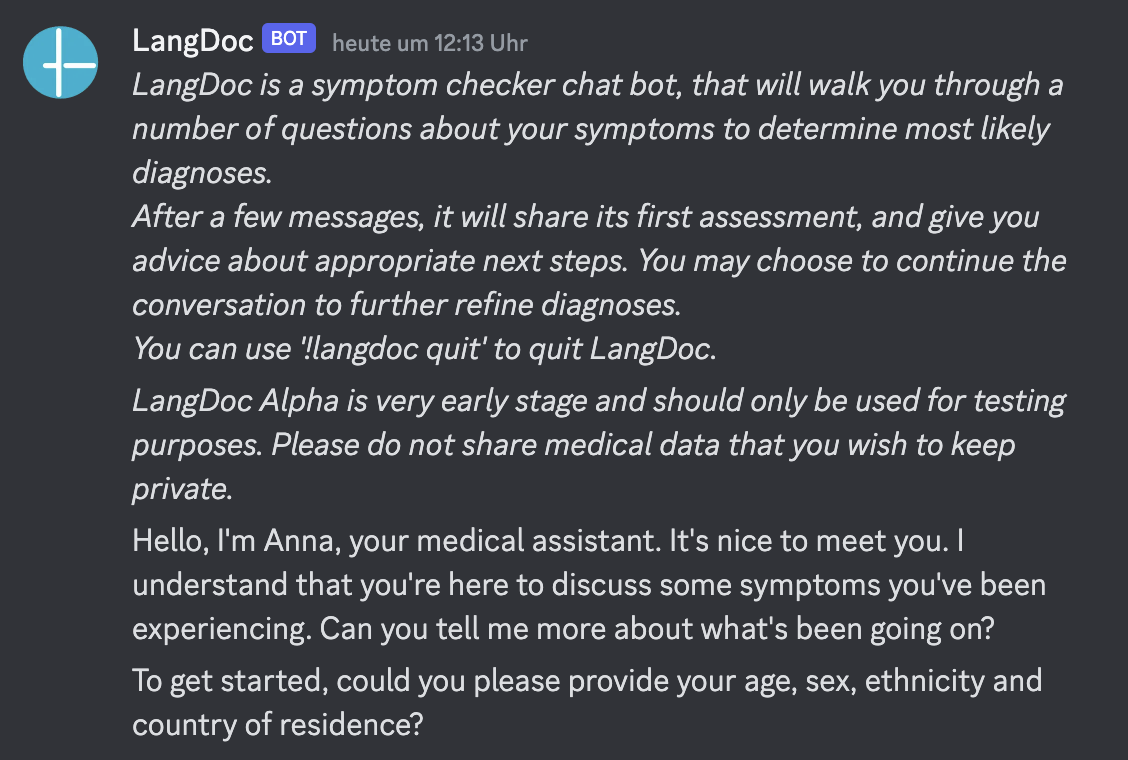 LangDoc BOT heute um 12:13 Uhr
LangDoc is a symptom checker chat bot, that will walk you through a
number of questions about your symptoms to determine most likely
diagnoses.
After a few messages, it will share its first assessment, and give you
advice about appropriate next steps. You may choose to continue the
conversation to further refine diagnoses.
You can use '!langdoc quit' to quit LangDoc.
LangDoc Alpha is very early stage and should only be used for testing
purposes. Please do not share medical data that you wish to keep
private.
Hello, I'm Anna, your medical assistant. It's nice to meet you. I
understand that you're here to discuss some symptoms you've been
experiencing. Can you tell me more about what's been going on?
To get started, could you please provide your age, sex, ethnicity and
country of residence?